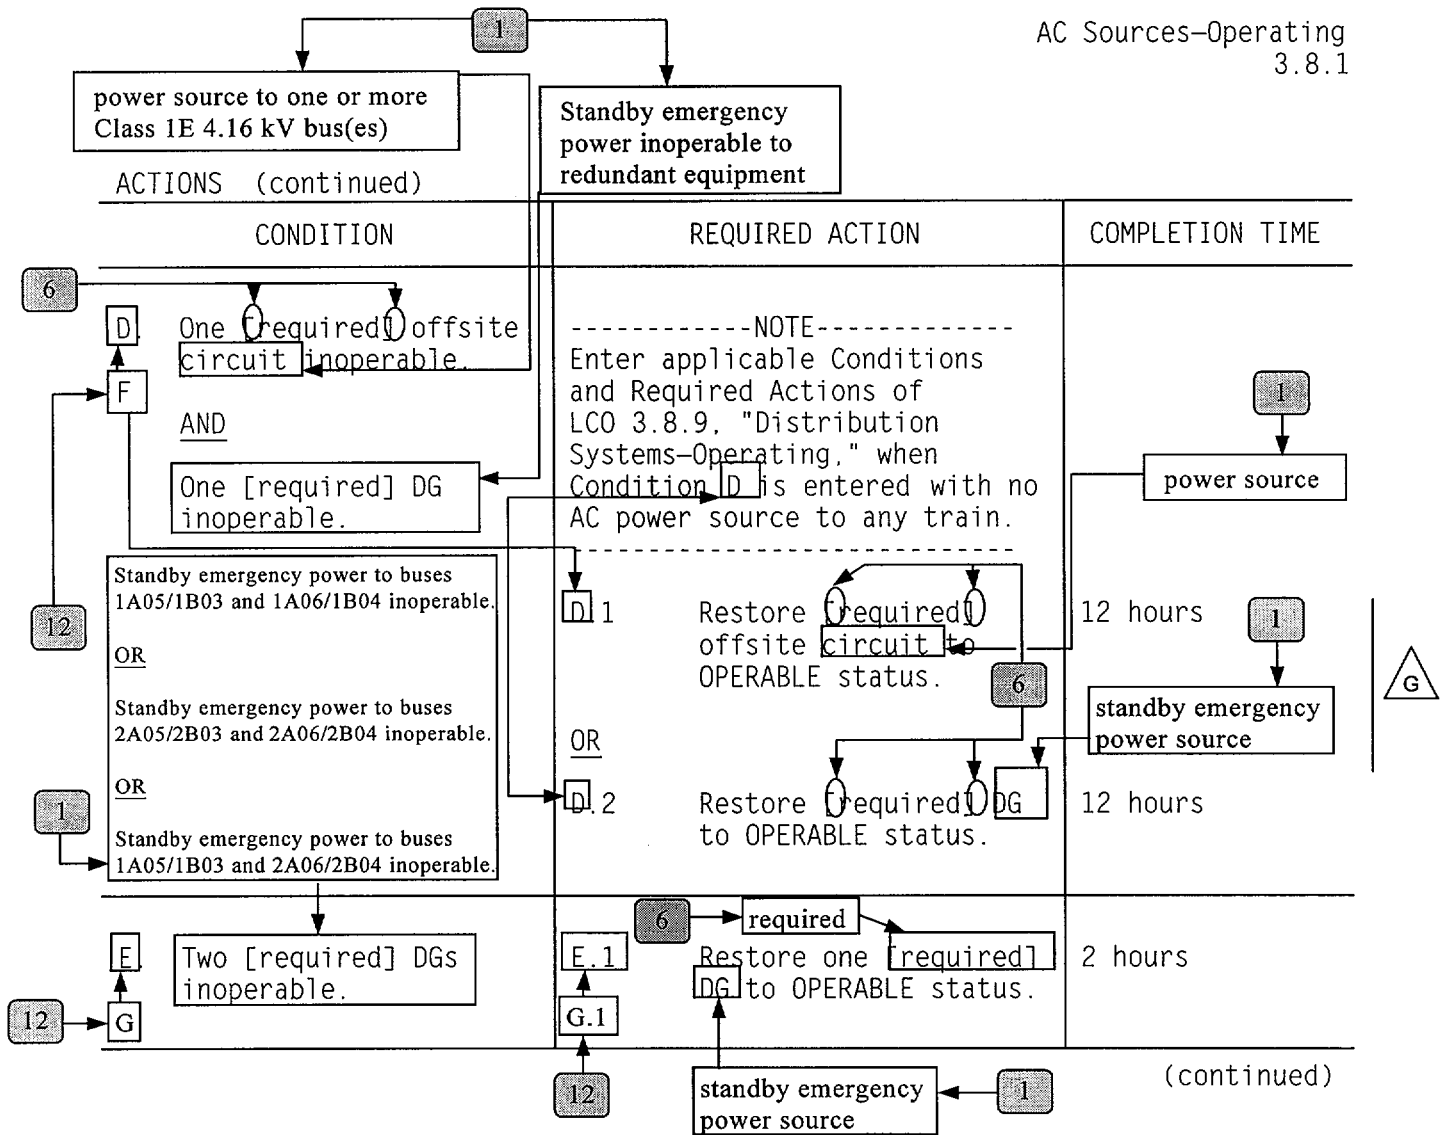 1
AC Sources—Operating
3.8.1
power source to one or more
Class 1E 4.16 kV bus(es)
Standby emergency
power inoperable to
redundant equipment
ACTIONS (continued)
CONDITION
REQUIRED ACTION
COMPLETION TIME
6
D.
One [required] offsite
circuit inoperable.
F
AND
One [required] DG
inoperable.
------------NOTE-------------
Enter applicable Conditions
and Required Actions of
LCO 3.8.9, "Distribution
Systems—Operating," when
Condition D is entered with no
AC power source to any train.
-----------------------------
1
power source
12
Standby emergency power to buses
1A05/1B03 and 1A06/1B04 inoperable.
OR
Standby emergency power to buses
2A05/2B03 and 2A06/2B04 inoperable.
OR
Standby emergency power to buses
1A05/1B03 and 2A06/2B04 inoperable.
1
D.1
Restore [required]
offsite circuit to
OPERABLE status.
12 hours
1
6
standby emergency
power source
G
OR
D.2
Restore [required] DG
to OPERABLE status.
12 hours
6
required
E.
Two [required] DGs
inoperable.
E.1
Restore one [required]
DG to OPERABLE status.
2 hours
12
G
G.1
12
standby emergency
power source
1
(continued)